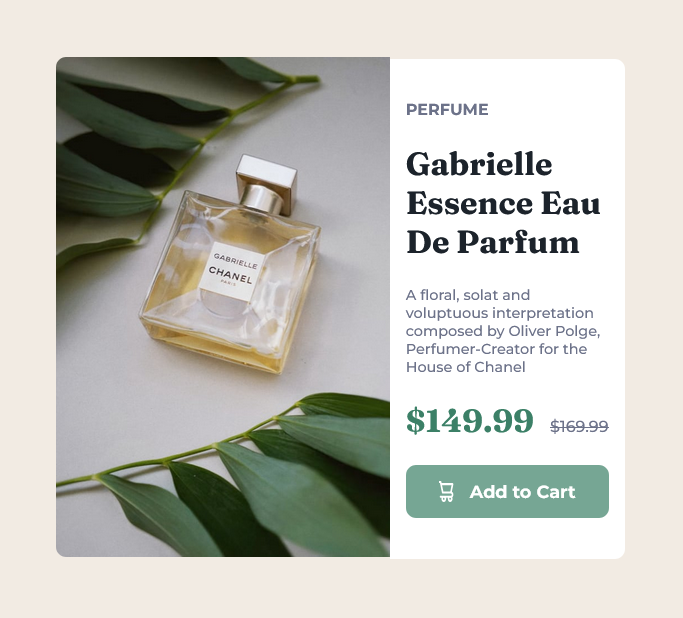 GABRIELLE
CHANEL
PARIS
PERFUME
Gabrielle
Essence Eau
De Parfum
A floral, solat and
voluptuous interpretation
composed by Oliver Polge,
Perfumer-Creator for the
House of Chanel
$149.99 $169.99
Add to Cart